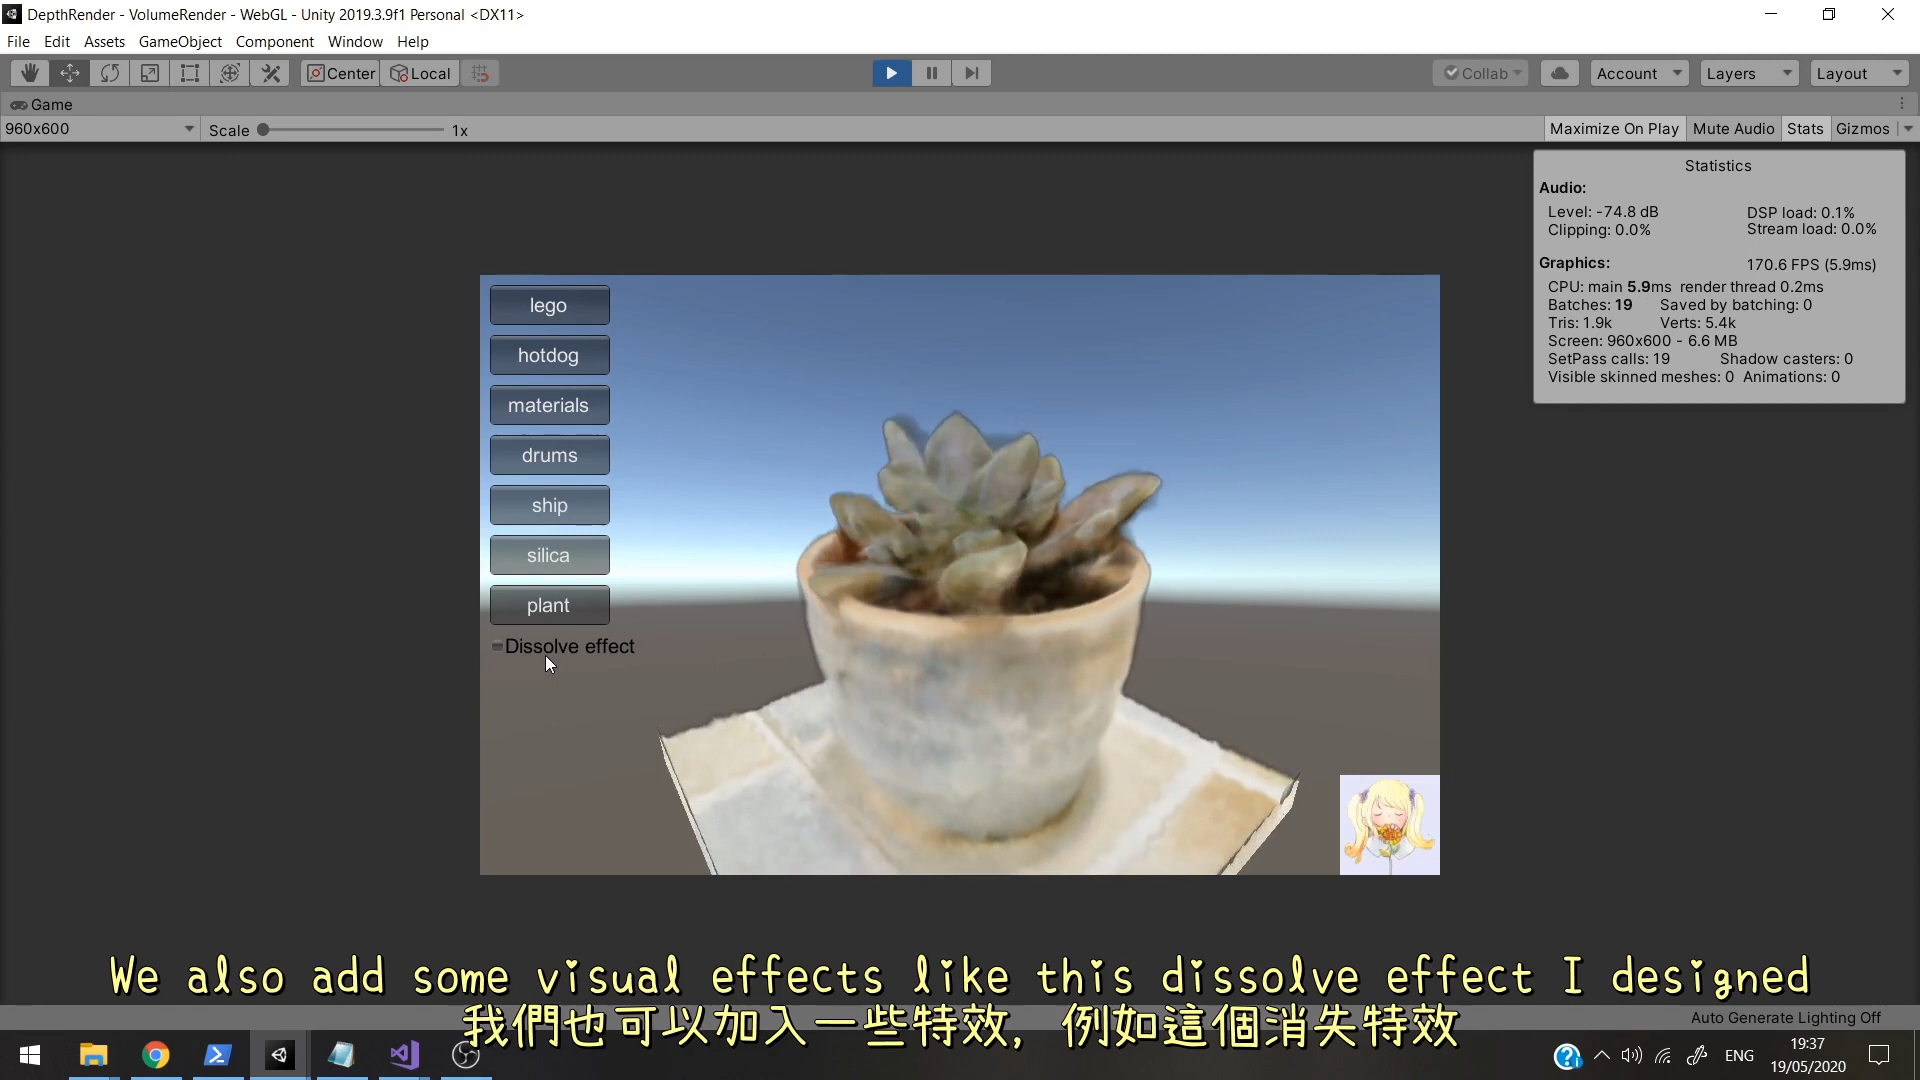 DepthRender - VolumeRender - WebGL - Unity 2019.3.9f1 Personal <DX11>
File Edit Assets GameObject Component Window Help
Center Local Collab Account Layers Layout
Game
960x600 Scale 1x Maximize On Play Mute Audio Stats Gizmos
Statistics
Audio:
Level: -74.8 dB DSP load: 0.1%
Clipping: 0.0% Stream load: 0.0%
Graphics: 170.6 FPS (5.9ms)
CPU: main 5.9ms render thread 0.2ms
Batches: 19 Saved by batching: 0
Tris: 1.9k Verts: 5.4k
Screen: 960x600 - 6.6 MB
SetPass calls: 19 Shadow casters: 0
Visible skinned meshes: 0 Animations: 0
lego
hotdog
materials
drums
ship
silica
plant
Dissolve effect
We also add some visual effects like this dissolve effect I designed
我們也可以加入一些特效, 例如這個消失特效
Auto Generate Lighting Off
ENG
19:37
19/05/2020